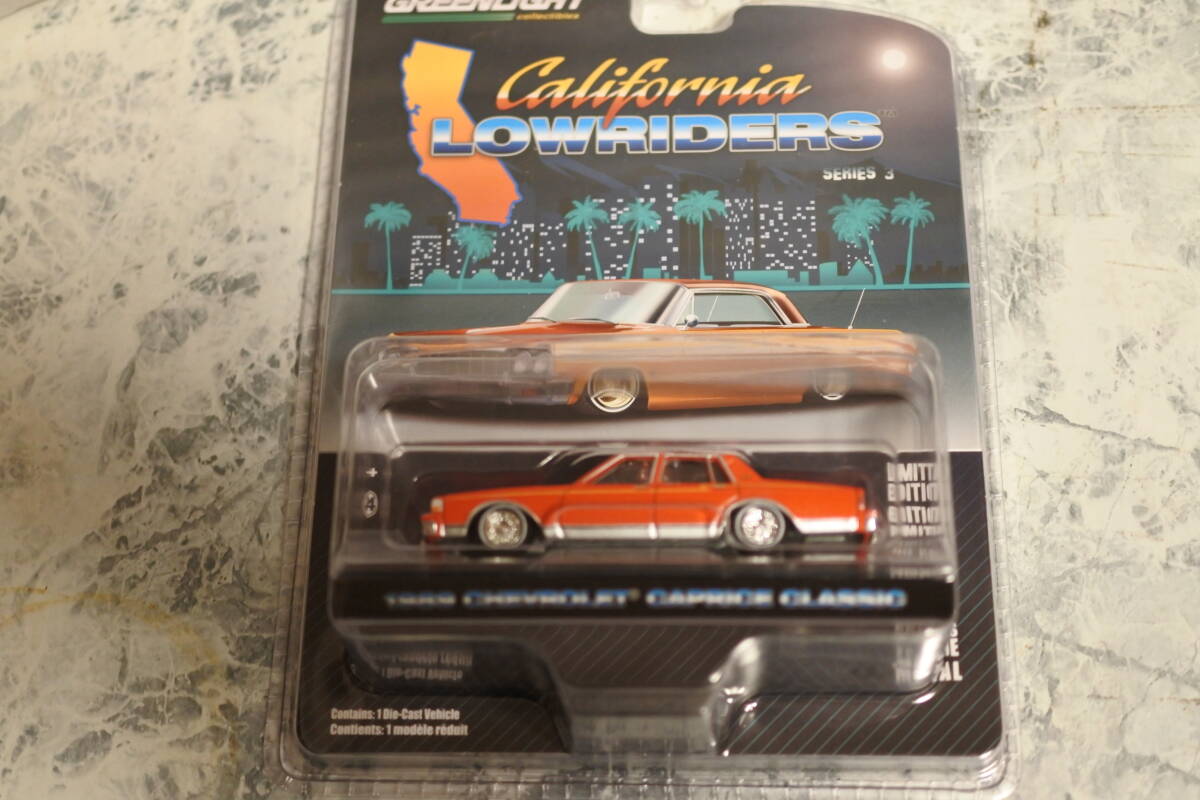 GREENLIGHT
collectibles
California
LOWRIDERS™
SERIES 3
LIMITED
EDITION
CHEVROLET® CAPRICE CLASSIC
Contains: 1 Die-Cast Vehicle
Contients: 1 modèle réduit